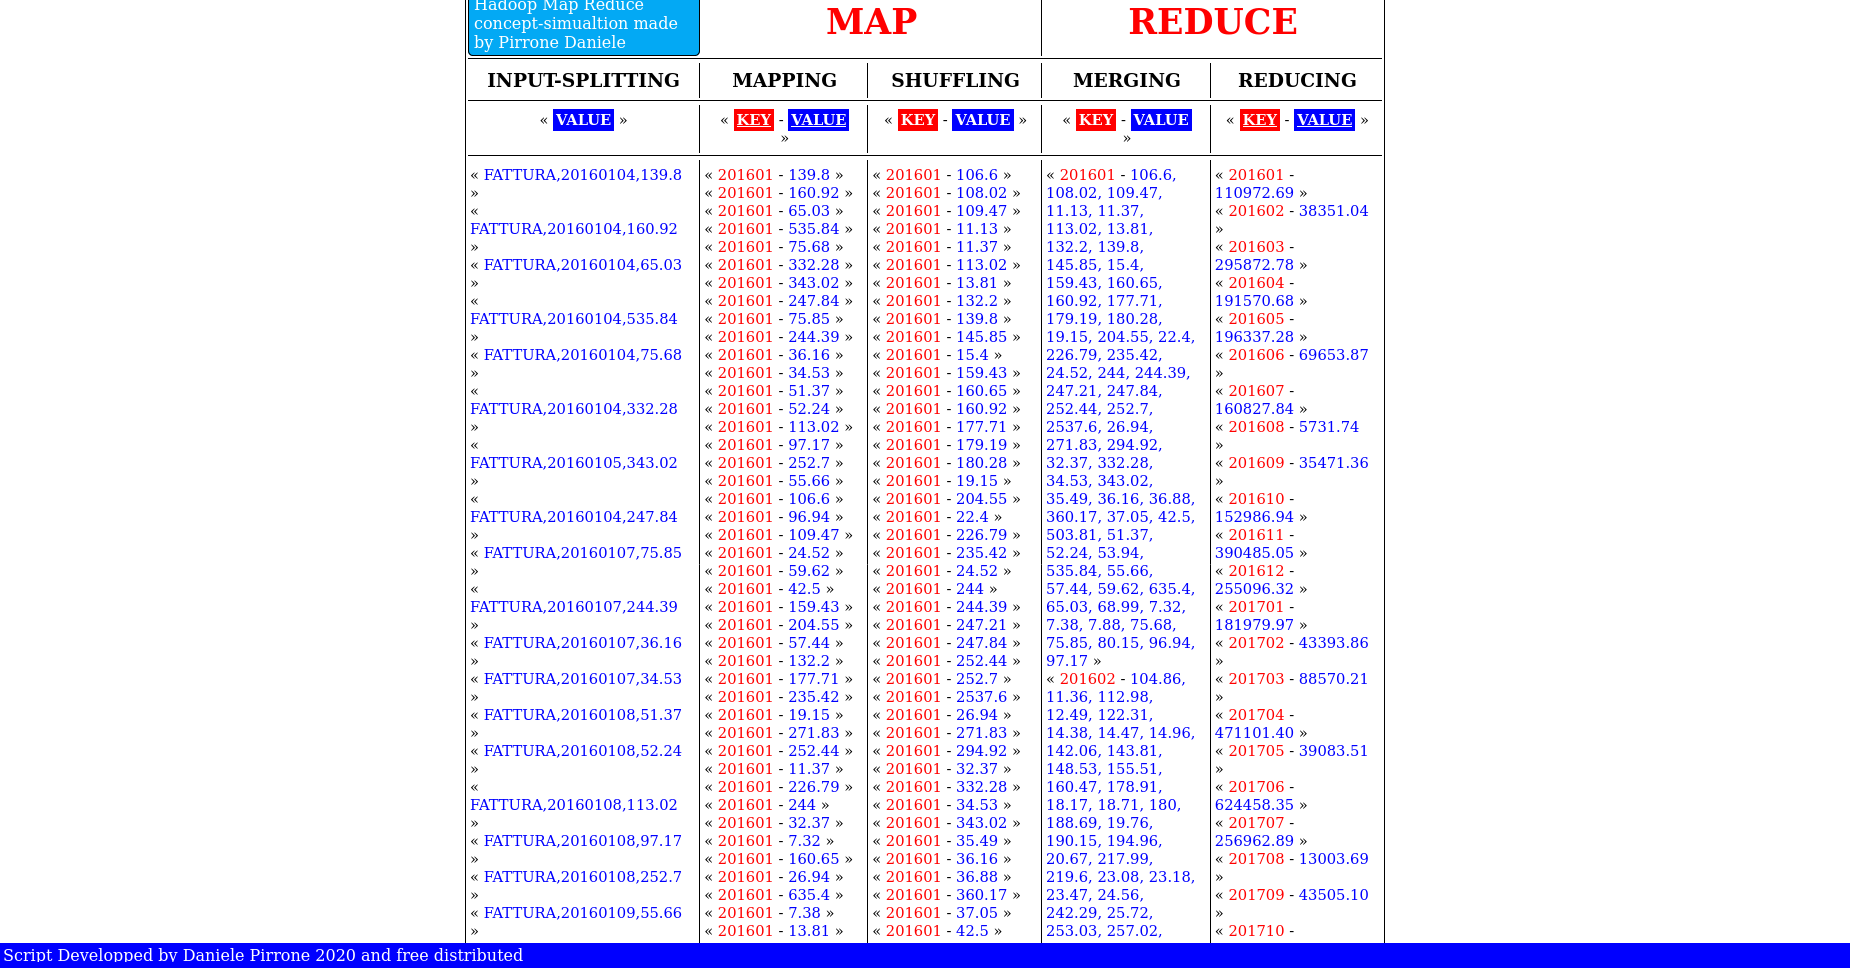 Hadoop Map Reduce
concept-simualtion made
by Pirrone Daniele
MAP
REDUCE
INPUT-SPLITTING
MAPPING
SHUFFLING
MERGING
REDUCING
« VALUE »
« KEY - VALUE
»
« KEY - VALUE »
« KEY - VALUE
»
« KEY - VALUE »
« FATTURA,20160104,139.8
»
«
FATTURA,20160104,160.92
»
« FATTURA,20160104,65.03
»
«
FATTURA,20160104,535.84
»
« FATTURA,20160104,75.68
»
«
FATTURA,20160104,332.28
»
«
FATTURA,20160105,343.02
»
«
FATTURA,20160104,247.84
»
« FATTURA,20160107,75.85
»
«
FATTURA,20160107,244.39
»
« FATTURA,20160107,36.16
»
« FATTURA,20160107,34.53
»
« FATTURA,20160108,51.37
»
« FATTURA,20160108,52.24
»
«
FATTURA,20160108,113.02
»
« FATTURA,20160108,97.17
»
« FATTURA,20160108,252.7
»
« FATTURA,20160109,55.66
»
« 201601 - 139.8 »
« 201601 - 160.92 »
« 201601 - 65.03 »
« 201601 - 535.84 »
« 201601 - 75.68 »
« 201601 - 332.28 »
« 201601 - 343.02 »
« 201601 - 247.84 »
« 201601 - 75.85 »
« 201601 - 244.39 »
« 201601 - 36.16 »
« 201601 - 34.53 »
« 201601 - 51.37 »
« 201601 - 52.24 »
« 201601 - 113.02 »
« 201601 - 97.17 »
« 201601 - 252.7 »
« 201601 - 55.66 »
« 201601 - 106.6 »
« 201601 - 96.94 »
« 201601 - 109.47 »
« 201601 - 24.52 »
« 201601 - 59.62 »
« 201601 - 42.5 »
« 201601 - 159.43 »
« 201601 - 204.55 »
« 201601 - 57.44 »
« 201601 - 132.2 »
« 201601 - 177.71 »
« 201601 - 235.42 »
« 201601 - 19.15 »
« 201601 - 271.83 »
« 201601 - 252.44 »
« 201601 - 11.37 »
« 201601 - 226.79 »
« 201601 - 244 »
« 201601 - 32.37 »
« 201601 - 7.32 »
« 201601 - 160.65 »
« 201601 - 26.94 »
« 201601 - 635.4 »
« 201601 - 7.38 »
« 201601 - 13.81 »
« 201601 - 106.6 »
« 201601 - 108.02 »
« 201601 - 109.47 »
« 201601 - 11.13 »
« 201601 - 11.37 »
« 201601 - 113.02 »
« 201601 - 13.81 »
« 201601 - 132.2 »
« 201601 - 139.8 »
« 201601 - 145.85 »
« 201601 - 15.4 »
« 201601 - 159.43 »
« 201601 - 160.65 »
« 201601 - 160.92 »
« 201601 - 177.71 »
« 201601 - 179.19 »
« 201601 - 180.28 »
« 201601 - 19.15 »
« 201601 - 204.55 »
« 201601 - 22.4 »
« 201601 - 226.79 »
« 201601 - 235.42 »
« 201601 - 24.52 »
« 201601 - 244 »
« 201601 - 244.39 »
« 201601 - 247.21 »
« 201601 - 247.84 »
« 201601 - 252.44 »
« 201601 - 252.7 »
« 201601 - 2537.6 »
« 201601 - 26.94 »
« 201601 - 271.83 »
« 201601 - 294.92 »
« 201601 - 32.37 »
« 201601 - 332.28 »
« 201601 - 34.53 »
« 201601 - 343.02 »
« 201601 - 35.49 »
« 201601 - 36.16 »
« 201601 - 36.88 »
« 201601 - 360.17 »
« 201601 - 37.05 »
« 201601 - 42.5 »
« 201601 - 106.6,
108.02, 109.47,
11.13, 11.37,
113.02, 13.81,
132.2, 139.8,
145.85, 15.4,
159.43, 160.65,
160.92, 177.71,
179.19, 180.28,
19.15, 204.55, 22.4,
226.79, 235.42,
24.52, 244, 244.39,
247.21, 247.84,
252.44, 252.7,
2537.6, 26.94,
271.83, 294.92,
32.37, 332.28,
34.53, 343.02,
35.49, 36.16, 36.88,
360.17, 37.05, 42.5,
503.81, 51.37,
52.24, 53.94,
535.84, 55.66,
57.44, 59.62, 635.4,
65.03, 68.99, 7.32,
7.38, 7.88, 75.68,
75.85, 80.15, 96.94,
97.17 »
« 201602 - 104.86,
11.36, 112.98,
12.49, 122.31,
14.38, 14.47, 14.96,
142.06, 143.81,
148.53, 155.51,
160.47, 178.91,
18.17, 18.71, 180,
188.69, 19.76,
190.15, 194.96,
20.67, 217.99,
219.6, 23.08, 23.18,
23.47, 24.56,
242.29, 25.72,
253.03, 257.02,
« 201601 -
110972.69 »
« 201602 - 38351.04
»
« 201603 -
295872.78 »
« 201604 -
191570.68 »
« 201605 -
196337.28 »
« 201606 - 69653.87
»
« 201607 -
160827.84 »
« 201608 - 5731.74
»
« 201609 - 35471.36
»
« 201610 -
152986.94 »
« 201611 -
390485.05 »
« 201612 -
255096.32 »
« 201701 -
181979.97 »
« 201702 - 43393.86
»
« 201703 - 88570.21
»
« 201704 -
471101.40 »
« 201705 - 39083.51
»
« 201706 -
624458.35 »
« 201707 -
256962.89 »
« 201708 - 13003.69
»
« 201709 - 43505.10
»
« 201710 -
Script Developped by Daniele Pirrone 2020 and free distributed